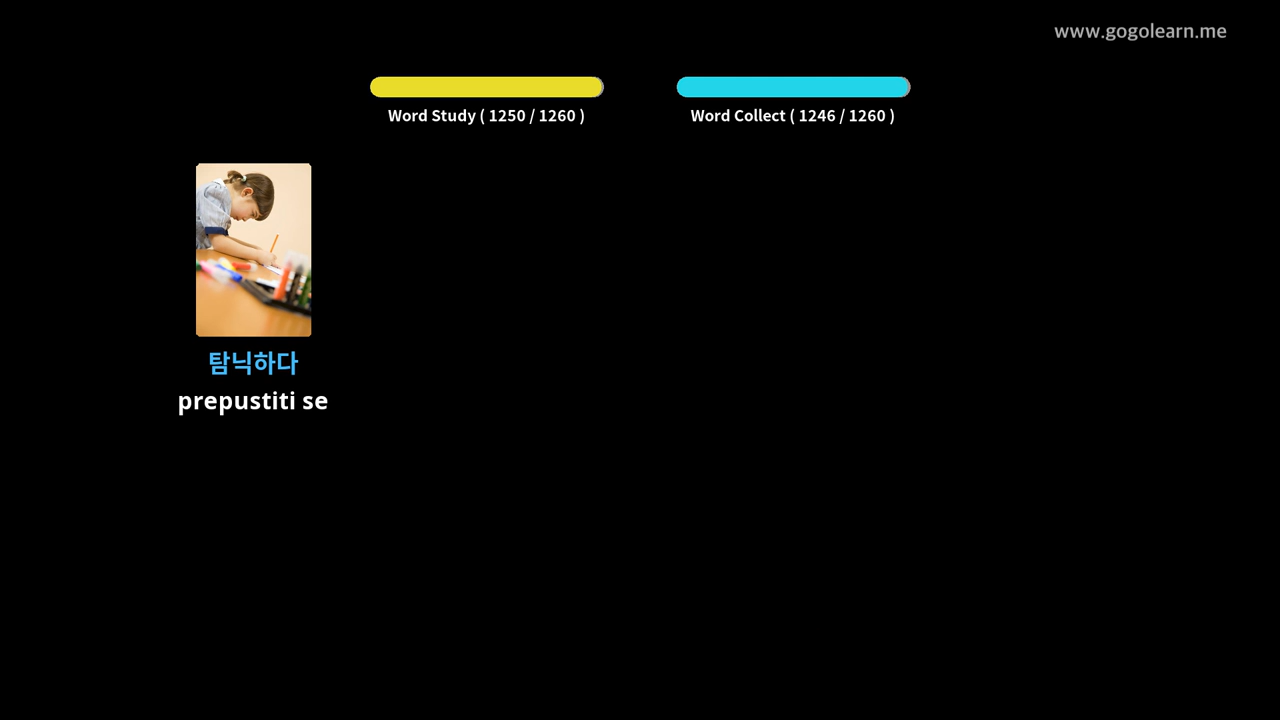 www.gogolearn.me
Word Study ( 1250 / 1260 )
Word Collect ( 1246 / 1260 )
탐닉하다
prepustiti se